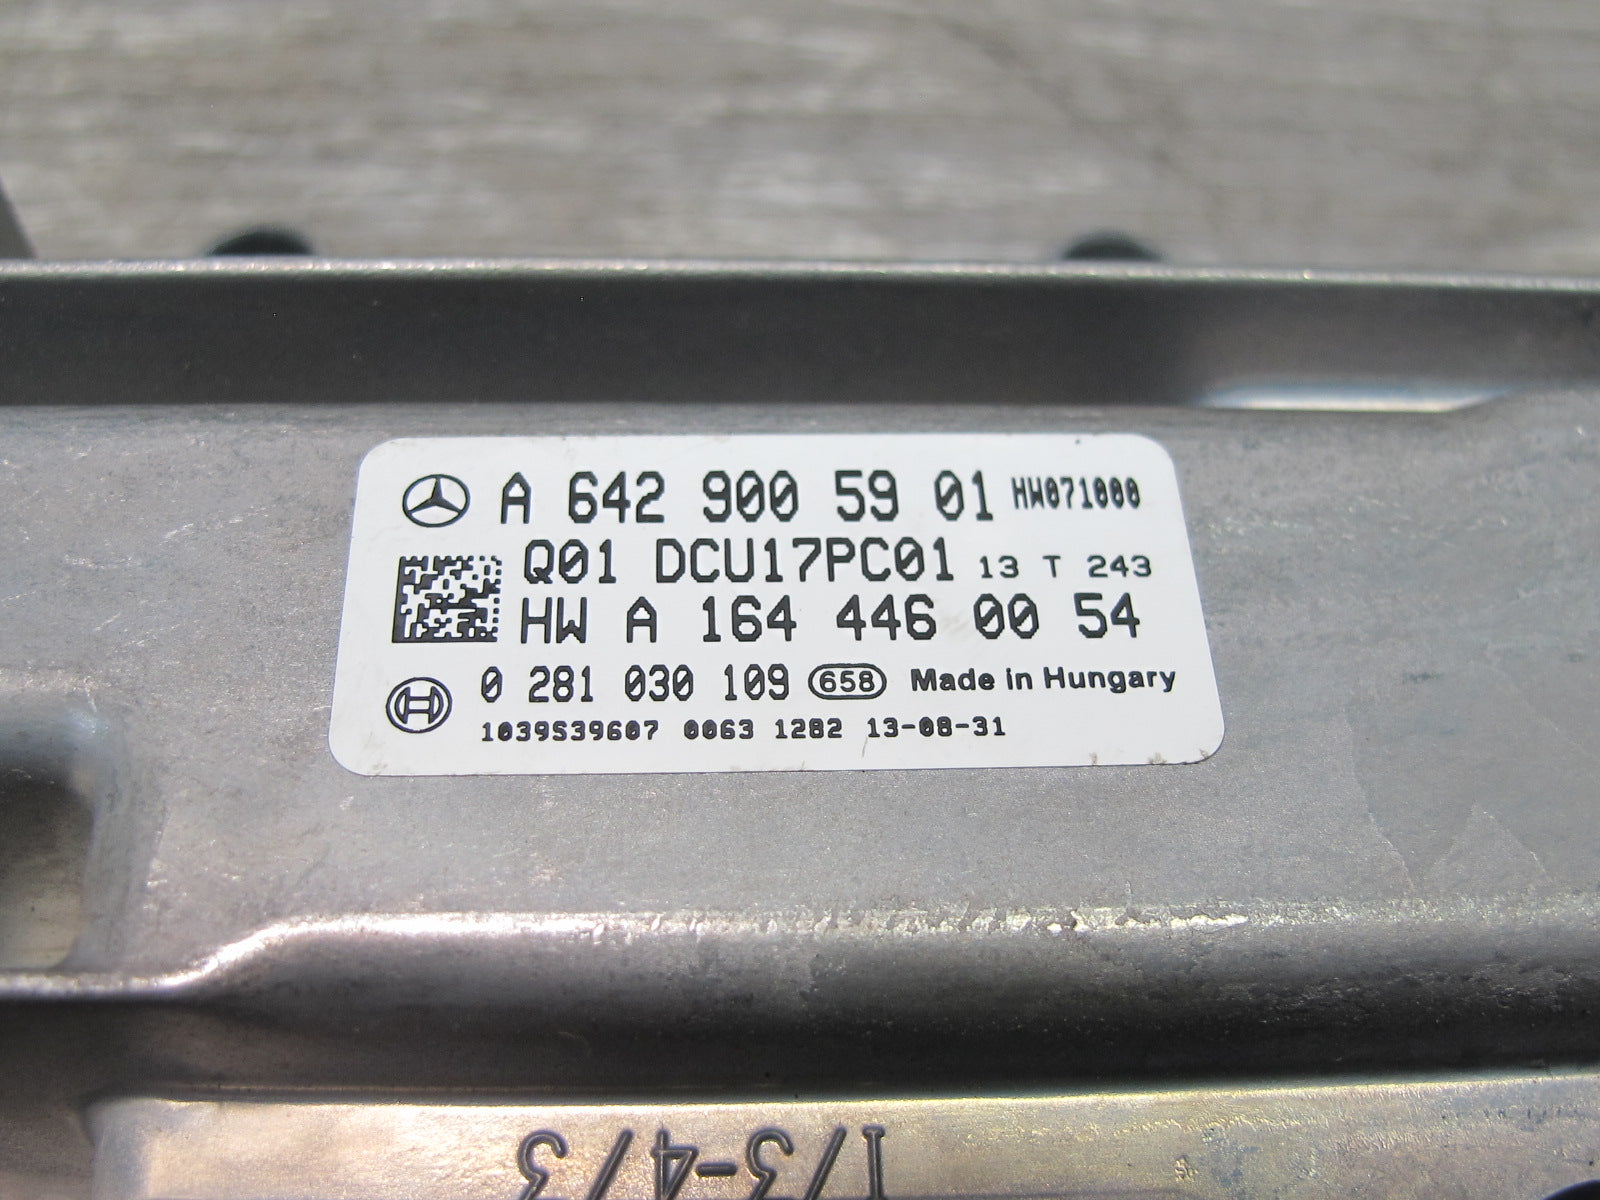 A 642 900 59 01 HW071000
Q01 DCU17PC01 13 T 243
HW A 164 446 00 54
0 281 030 109 658 Made in Hungary
1039S39607 0063 1282 13-08-31
1/3-4/3